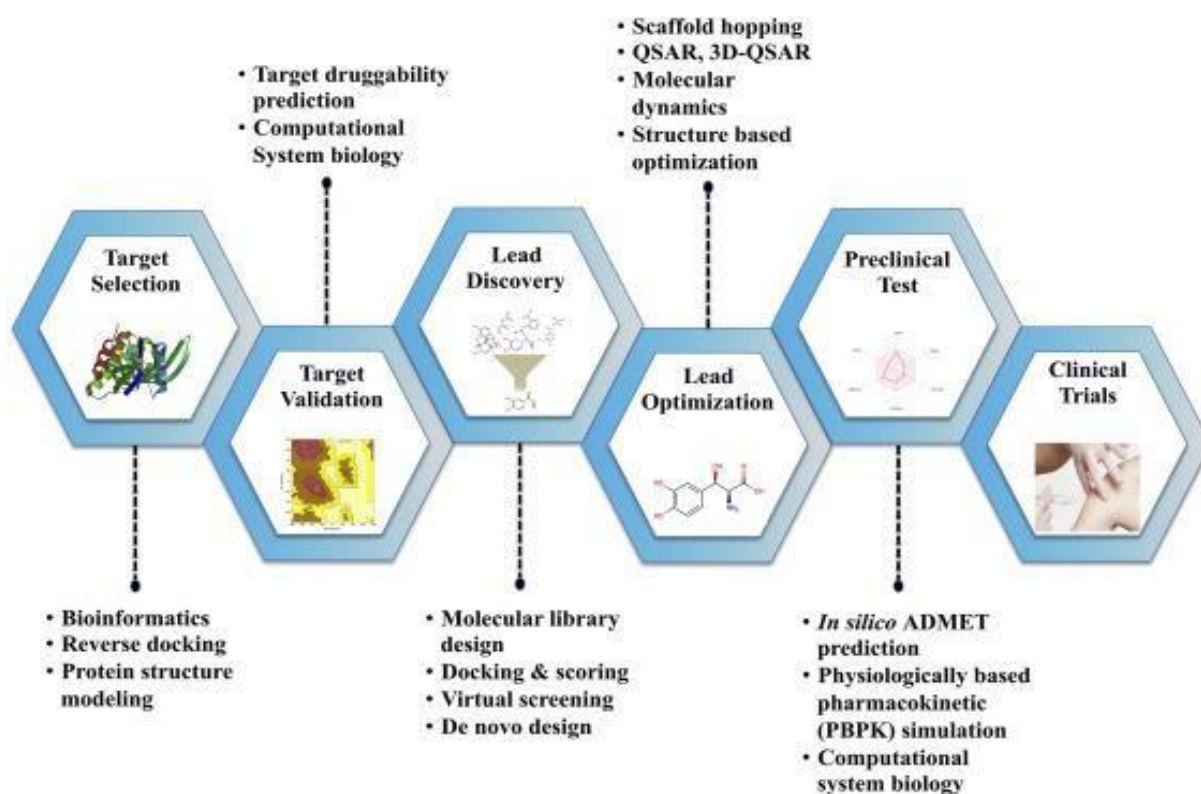 Target
Selection
• Bioinformatics
• Reverse docking
• Protein structure
modeling
• Target druggability
prediction
• Computational
System biology
Target
Validation
Lead
Discovery
• Molecular library
design
• Docking & scoring
• Virtual screening
• De novo design
• Scaffold hopping
• QSAR, 3D-QSAR
• Molecular
dynamics
• Structure based
optimization
Lead
Optimization
Preclinical
Test
• In silico ADMET
prediction
• Physiologically based
pharmacokinetic
(PBPK) simulation
• Computational
system biology
Clinical
Trials